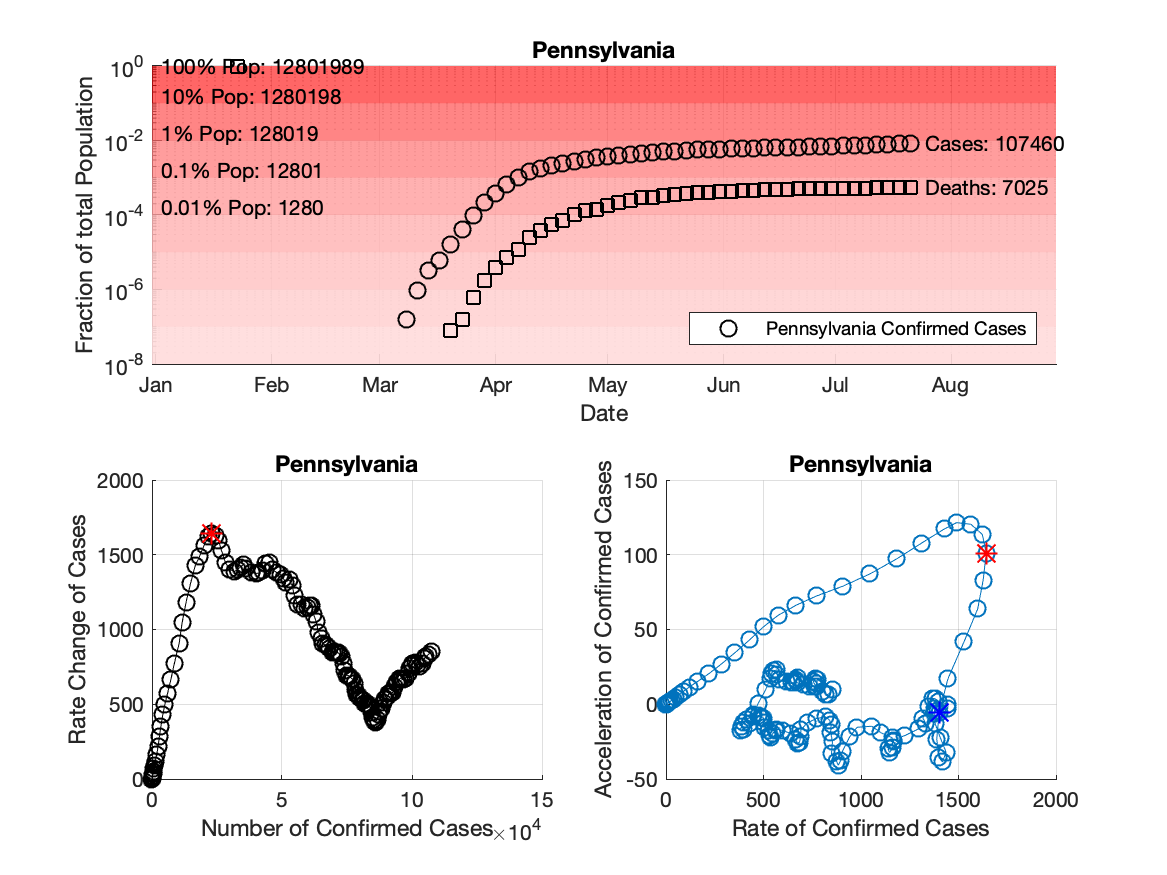 Pennsylvania
Fraction of total Population
10^0
10^-2
10^-4
10^-6
10^-8
100% Pop: 12801989
10% Pop: 1280198
1% Pop: 128019
0.1% Pop: 12801
0.01% Pop: 1280
Cases: 107460
Deaths: 7025
Pennsylvania Confirmed Cases
Jan Feb Mar Apr May Jun Jul Aug
Date
Pennsylvania
Rate Change of Cases
2000
1500
1000
500
0
0 5 10 15
Number of Confirmed Cases ×10^4
Pennsylvania
Acceleration of Confirmed Cases
150
100
50
0
-50
0 500 1000 1500 2000
Rate of Confirmed Cases